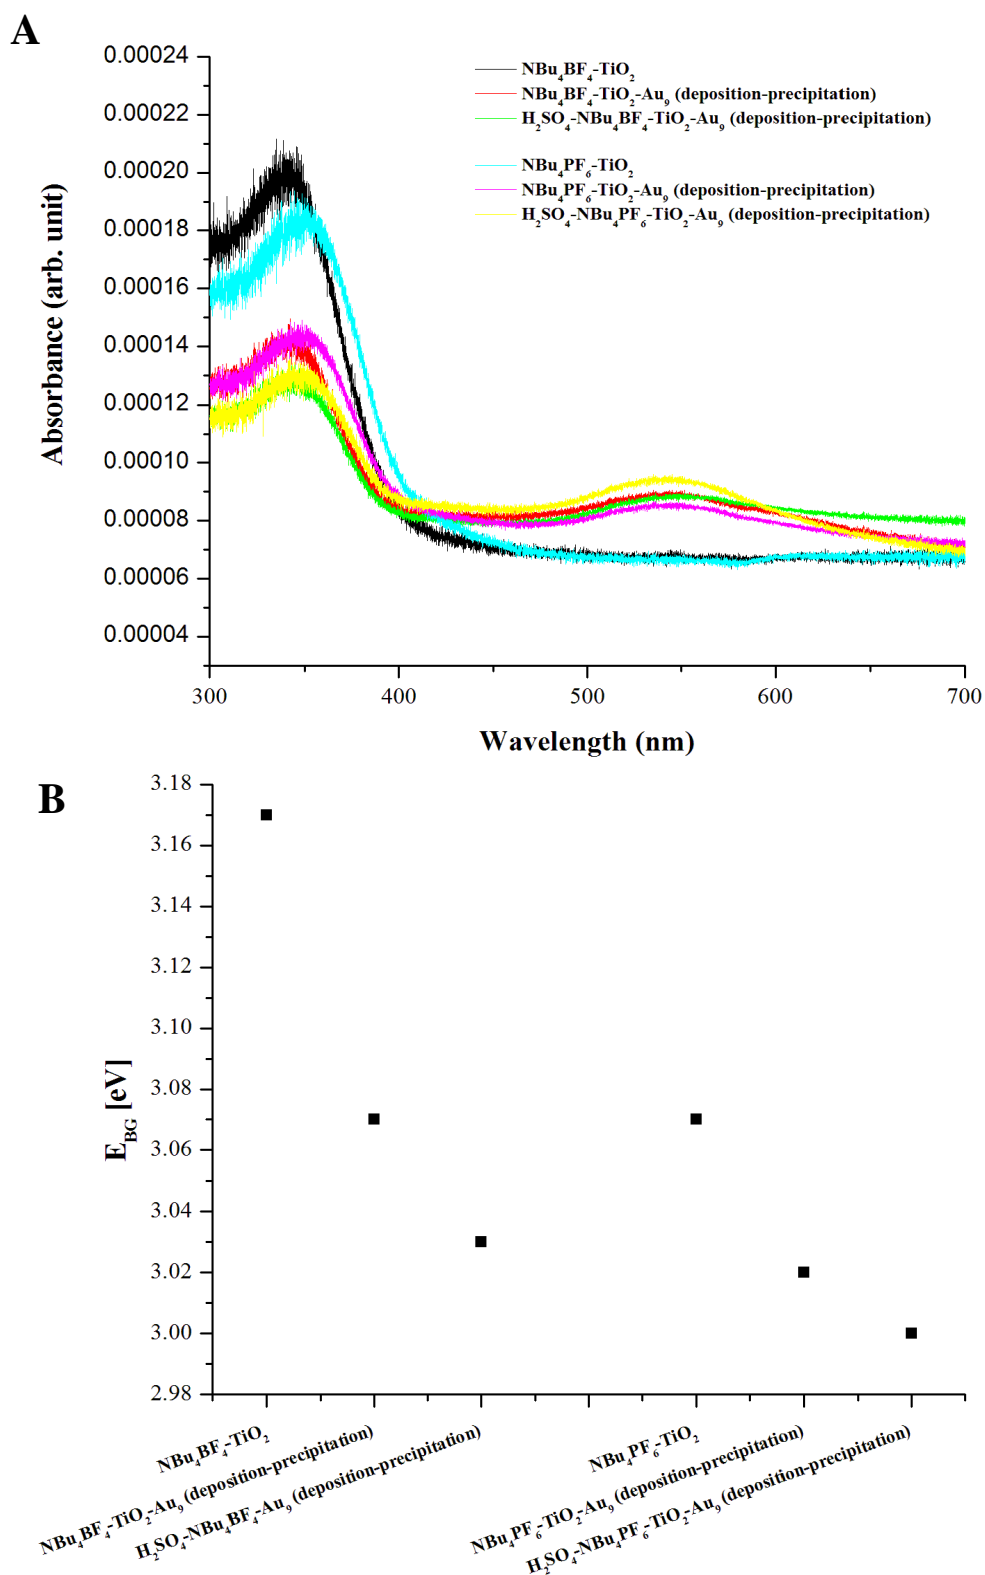 A
0.00024
0.00022
0.00020
0.00018
0.00016
0.00014
0.00012
0.00010
0.00008
0.00006
0.00004
Absorbance (arb. unit)
NBu₄BF₄-TiO₂
NBu₄BF₄-TiO₂-Au₉ (deposition-precipitation)
H₂SO₄-NBu₄BF₄-TiO₂-Au₉ (deposition-precipitation)
NBu₄PF₆-TiO₂
NBu₄PF₆-TiO₂-Au₉ (deposition-precipitation)
H₂SO₄-NBu₄PF₆-TiO₂-Au₉ (deposition-precipitation)
300 400 500 600 700
Wavelength (nm)
B
3.18
3.16
3.14
3.12
3.10
3.08
3.06
3.04
3.02
3.00
2.98
E_BG [eV]
NBu₄BF₄-TiO₂
NBu₄BF₄-TiO₂-Au₉ (deposition-precipitation)
H₂SO₄-NBu₄BF₄-Au₉ (deposition-precipitation)
NBu₄PF₆-TiO₂
NBu₄PF₆-TiO₂-Au₉ (deposition-precipitation)
H₂SO₄-NBu₄PF₆-TiO₂-Au₉ (deposition-precipitation)